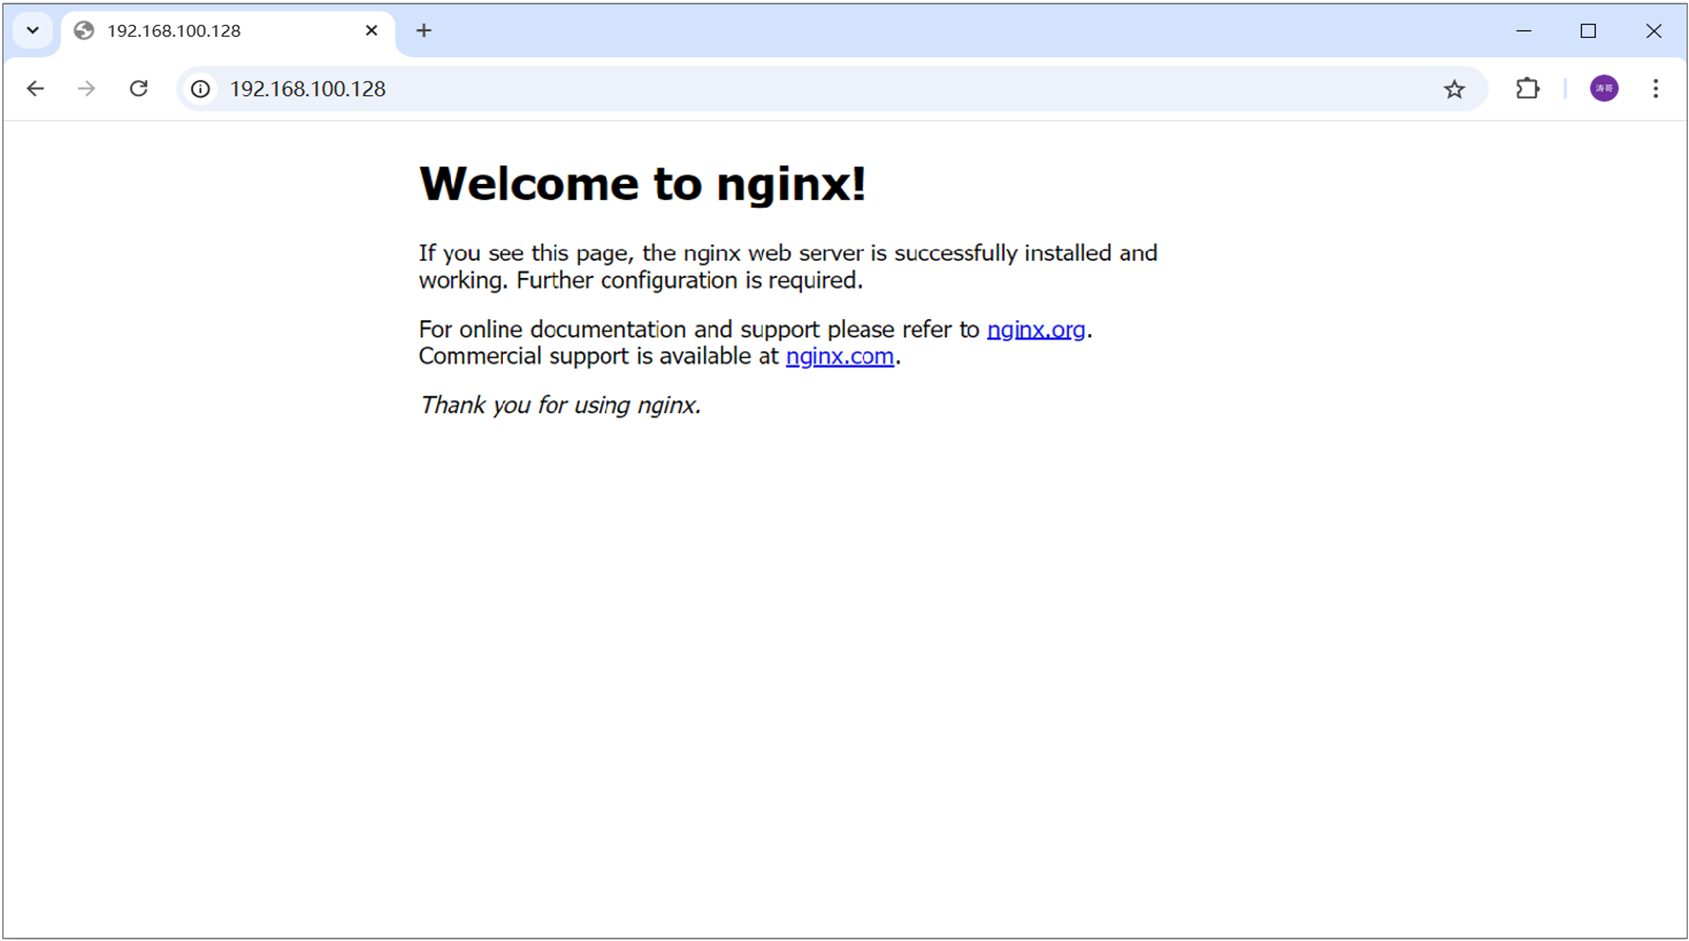 192.168.100.128
192.168.100.128
涛哥
Welcome to nginx!
If you see this page, the nginx web server is successfully installed and
working. Further configuration is required.
For online documentation and support please refer to nginx.org.
Commercial support is available at nginx.com.
Thank you for using nginx.